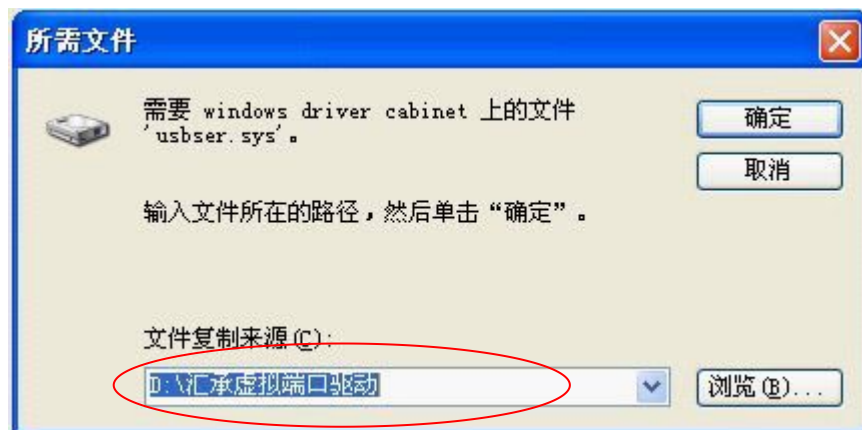 所需文件
需要 windows driver cabinet 上的文件
'usbser.sys'。
确定
取消
输入文件所在的路径，然后单击“确定”。
文件复制来源(C):
D:\汇承虚拟端口驱动
浏览(B)...